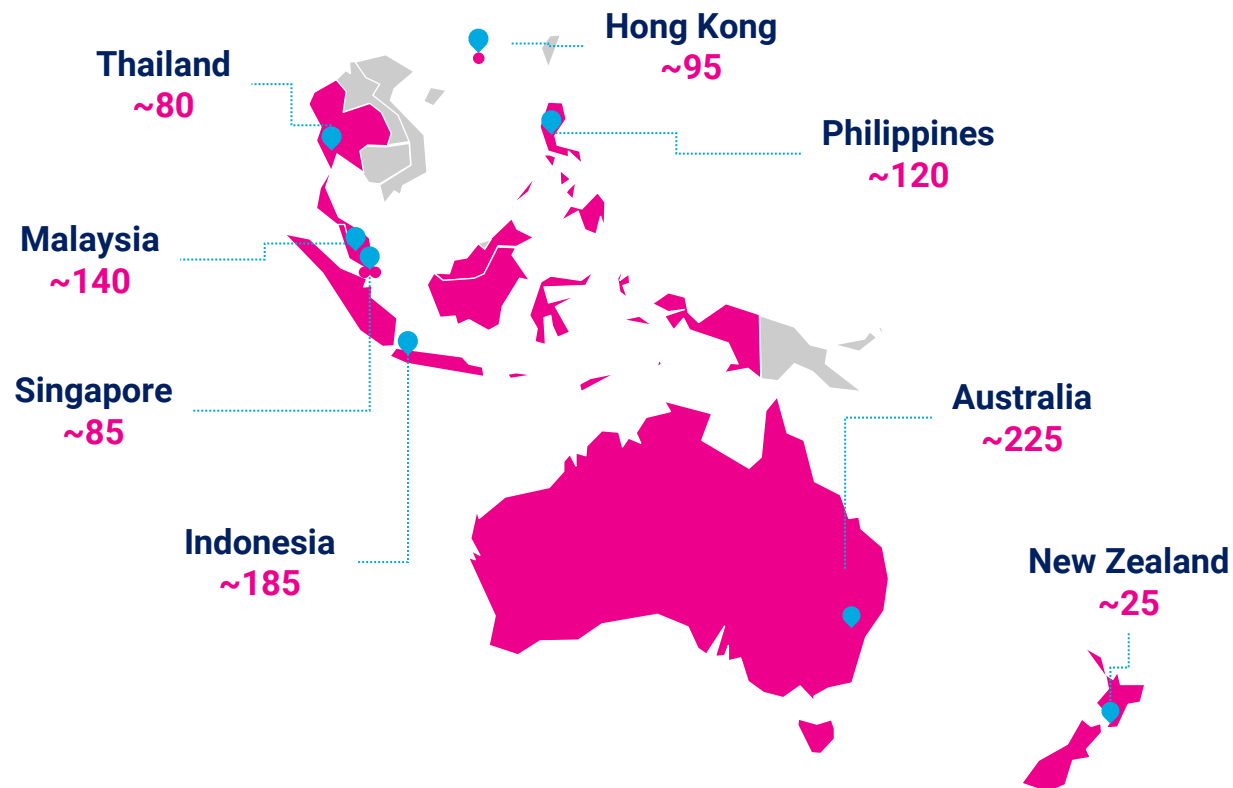 Hong Kong
~95
Thailand
~80
Philippines
~120
Malaysia
~140
Singapore
~85
Australia
~225
Indonesia
~185
New Zealand
~25